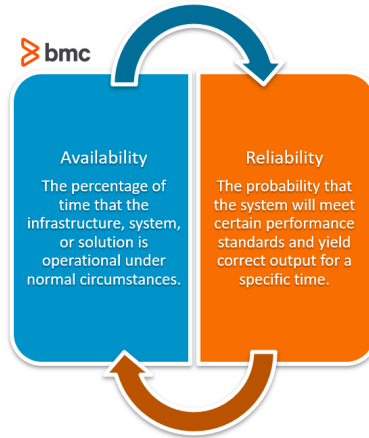 bmc
Availability
The percentage of
time that the
infrastructure, system,
or solution is
operational under
normal circumstances.
Reliability
The probability that
the system will meet
certain performance
standards and yield
correct output for a
specific time.